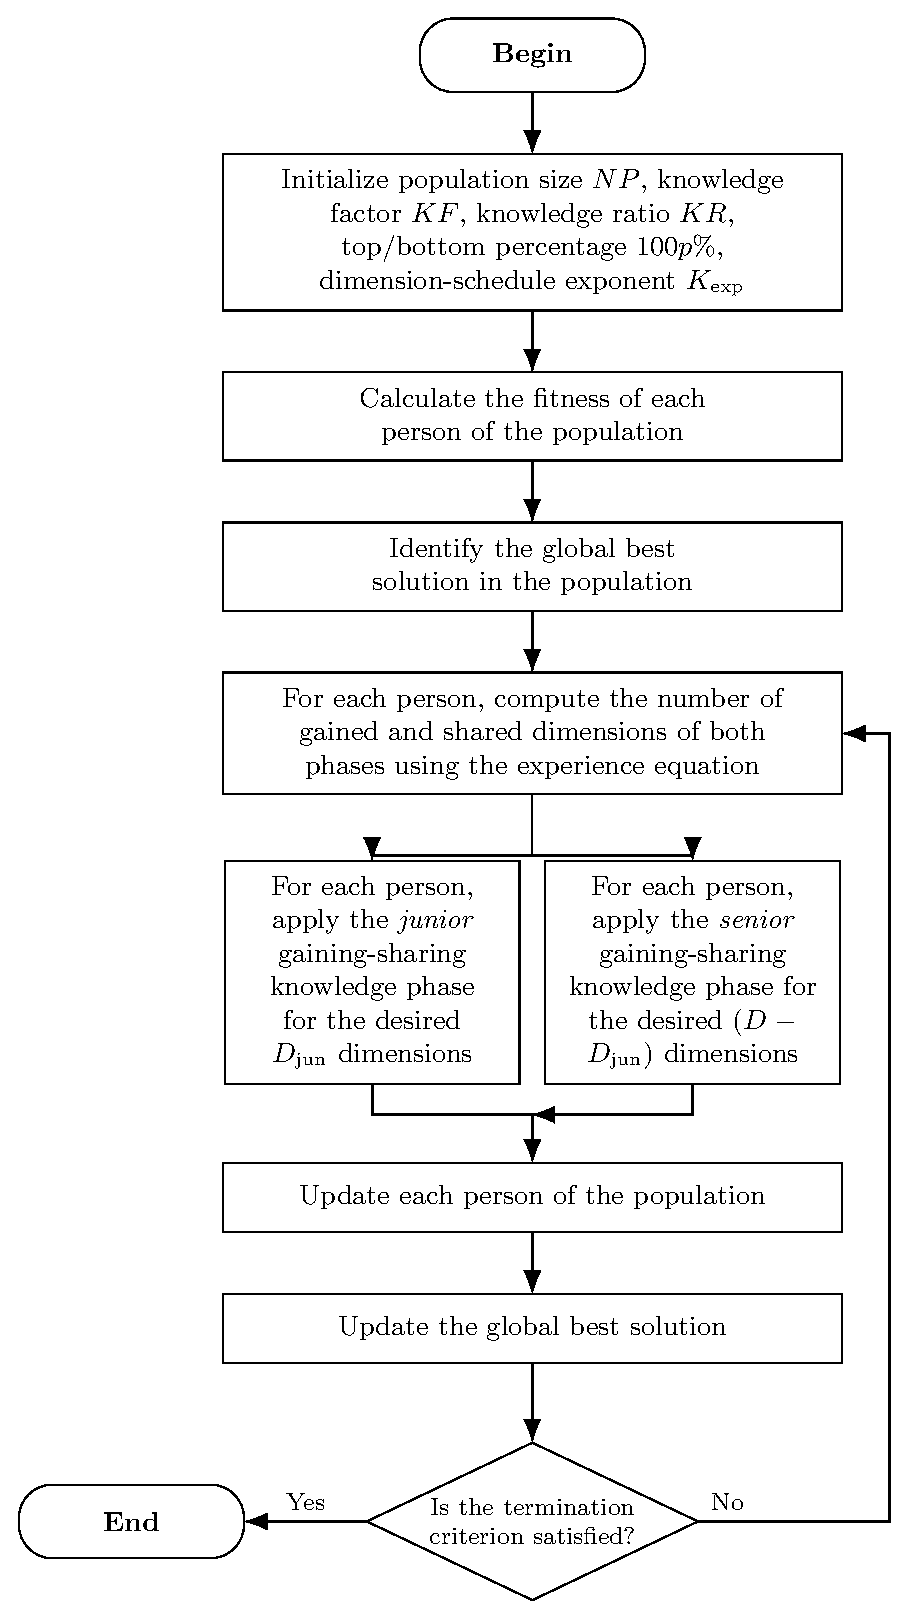 Begin
Initialize population size NP, knowledge
factor KF, knowledge ratio KR,
top/bottom percentage 100p%,
dimension-schedule exponent K_exp
Calculate the fitness of each
person of the population
Identify the global best
solution in the population
For each person, compute the number of
gained and shared dimensions of both
phases using the experience equation
For each person,
apply the junior
gaining-sharing
knowledge phase
for the desired
D_jun dimensions
For each person,
apply the senior
gaining-sharing
knowledge phase for
the desired (D −
D_jun) dimensions
Update each person of the population
Update the global best solution
Is the termination
criterion satisfied?
Yes
No
End